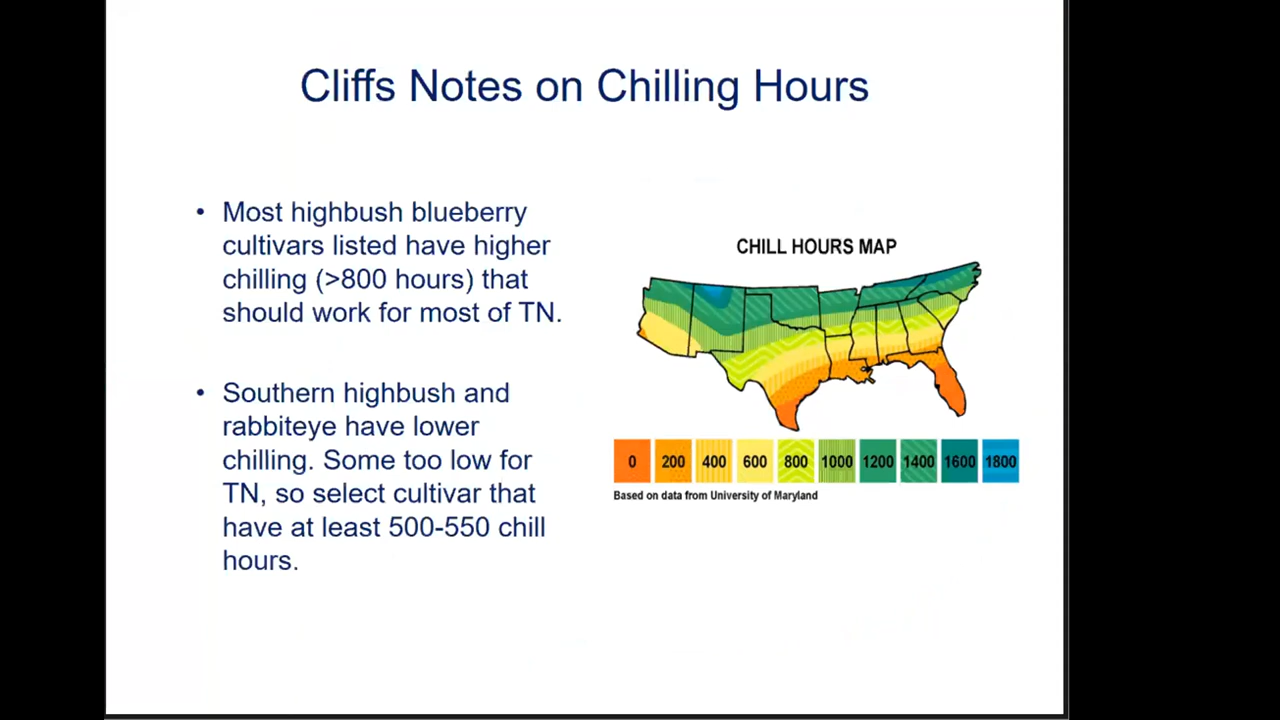 Cliffs Notes on Chilling Hours
• Most highbush blueberry
cultivars listed have higher
chilling (>800 hours) that
should work for most of TN.
• Southern highbush and
rabbiteye have lower
chilling. Some too low for
TN, so select cultivar that
have at least 500-550 chill
hours.
CHILL HOURS MAP
0 200 400 600 800 1000 1200 1400 1600 1800
Based on data from University of Maryland